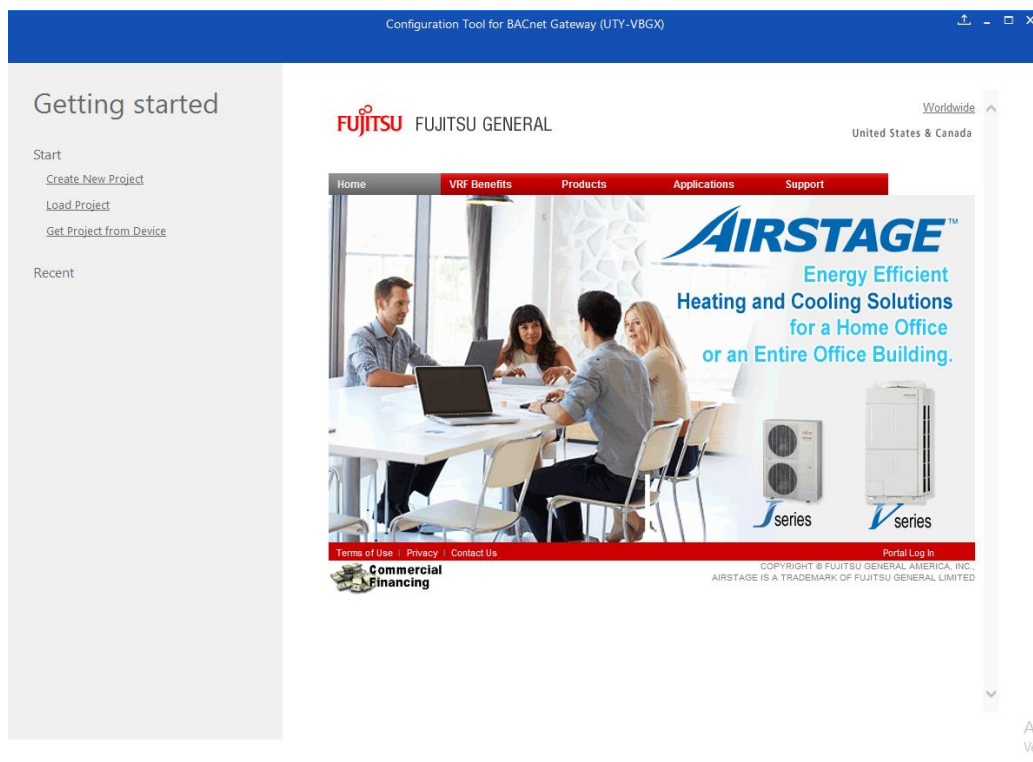 Configuration Tool for BACnet Gateway (UTY-VBGX)
Getting started
Start
Create New Project
Load Project
Get Project from Device
Recent
FUJITSU FUJITSU GENERAL
Worldwide
United States & Canada
Home VRF Benefits Products Applications Support
AIRSTAGE™
Energy Efficient
Heating and Cooling Solutions
for a Home Office
or an Entire Office Building.
J series V series
Terms of Use | Privacy | Contact Us Portal Log In
Commercial
Financing
COPYRIGHT © FUJITSU GENERAL AMERICA, INC.,
AIRSTAGE IS A TRADEMARK OF FUJITSU GENERAL LIMITED